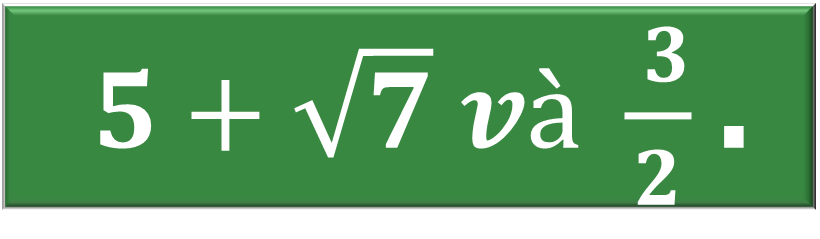 5 + √7 và 3/2 .